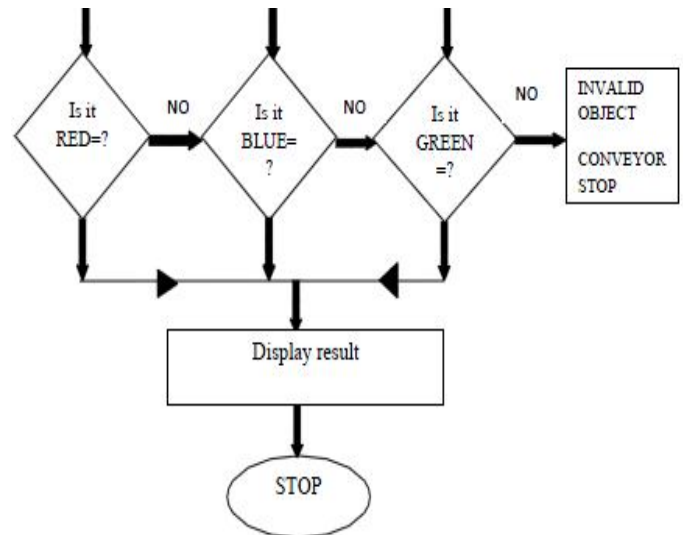 Is it
RED=?
NO
Is it
BLUE=
?
NO
Is it
GREEN
=?
NO
INVALID
OBJECT
CONVEYOR
STOP
Display result
STOP